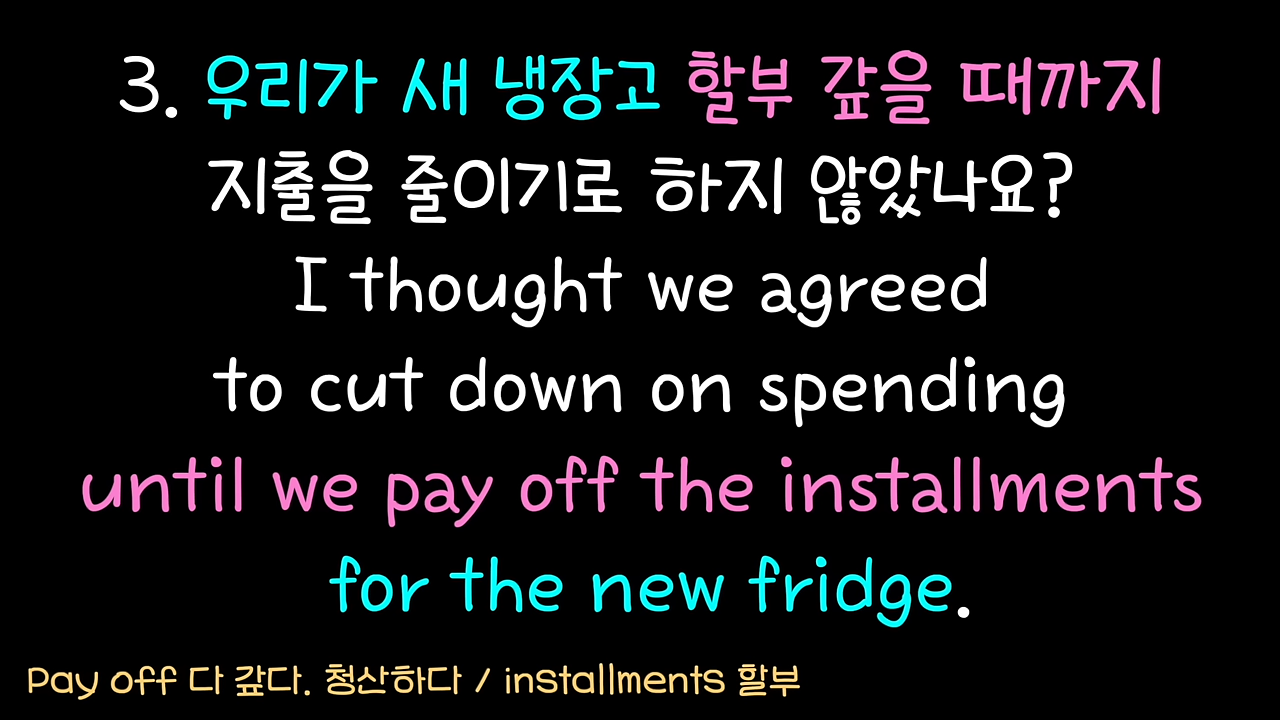 3. 우리가 새 냉장고 할부 갚을 때까지
지출을 줄이기로 하지 않았나요?
I thought we agreed
to cut down on spending
until we pay off the installments
for the new fridge.
Pay off 다 갚다. 청산하다 / installments 할부